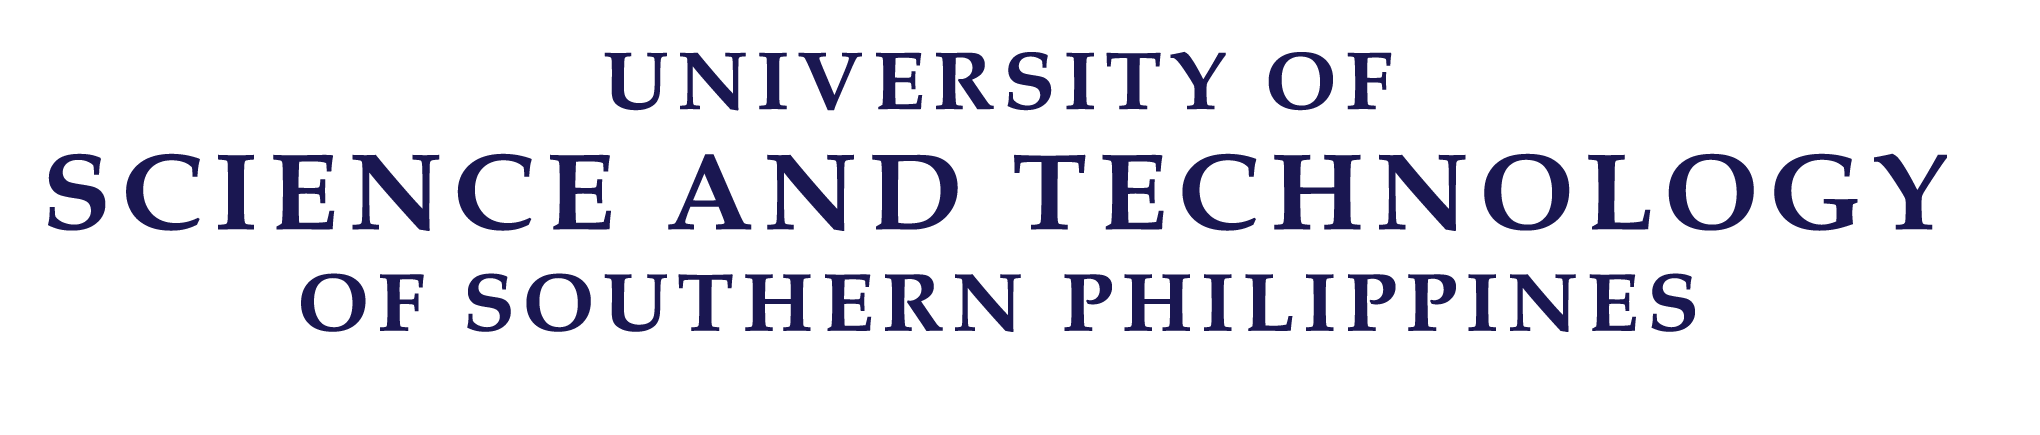 UNIVERSITY OF
SCIENCE AND TECHNOLOGY
OF SOUTHERN PHILIPPINES